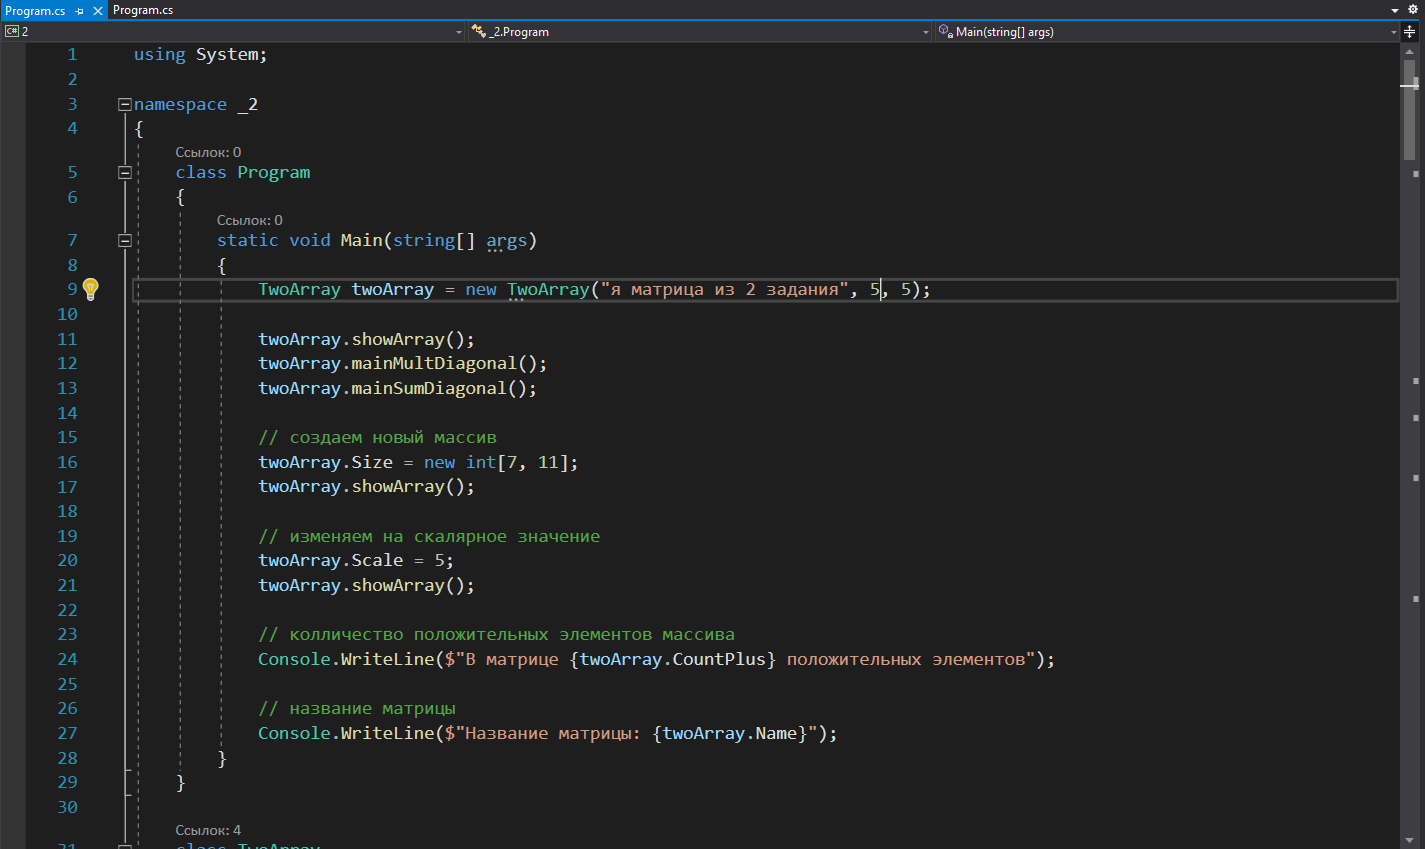 Program.cs
Program.cs
C# 2
_2.Program
Main(string[] args)
1 using System;
2
3 namespace _2
4 {
Ссылок: 0
5 class Program
6 {
Ссылок: 0
7 static void Main(string[] args)
8 {
9 TwoArray twoArray = new TwoArray("я матрица из 2 задания", 5, 5);
10
11 twoArray.showArray();
12 twoArray.mainMultDiagonal();
13 twoArray.mainSumDiagonal();
14
15 // создаем новый массив
16 twoArray.Size = new int[7, 11];
17 twoArray.showArray();
18
19 // изменяем на скалярное значение
20 twoArray.Scale = 5;
21 twoArray.showArray();
22
23 // колличество положительных элементов массива
24 Console.WriteLine($"В матрице {twoArray.CountPlus} положительных элементов");
25
26 // название матрицы
27 Console.WriteLine($"Название матрицы: {twoArray.Name}");
28 }
29 }
30
Ссылок: 4
31 class TwoArray